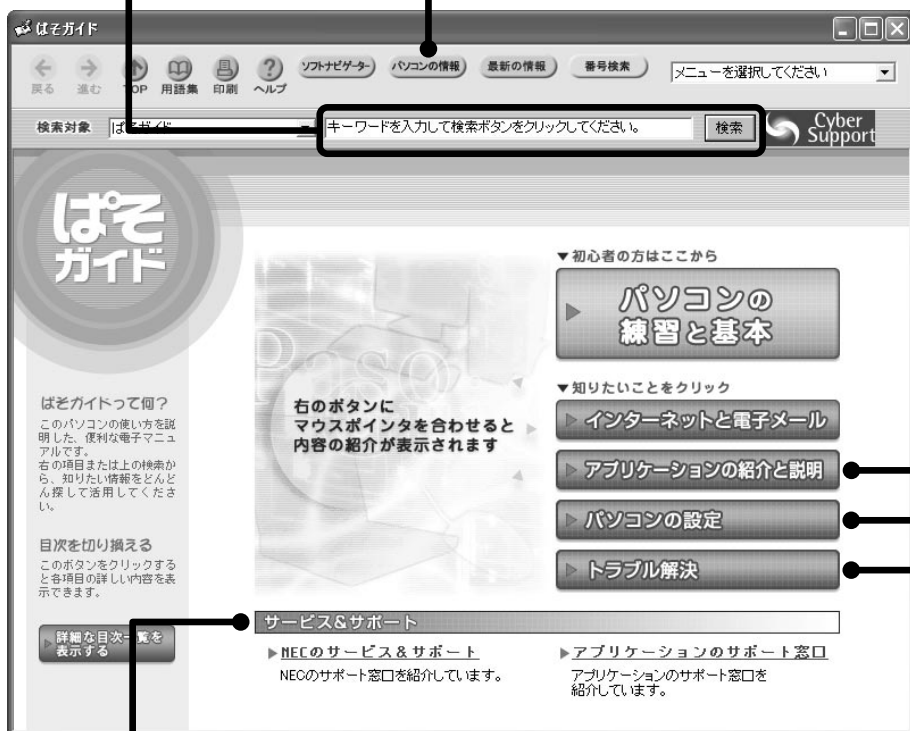 ぱそガイド
戻る 進む TOP 用語集 印刷 ヘルプ ソフトナビゲーター パソコンの情報 最新の情報 番号検索 メニューを選択してください
検索対象 ぱそガイド キーワードを入力して検索ボタンをクリックしてください。 検索 Cyber Support
ぱそ
ガイド
Paso
▼初心者の方はここから
パソコンの
練習と基本
▼知りたいことをクリック
インターネットと電子メール
アプリケーションの紹介と説明
パソコンの設定
トラブル解決
右のボタンに
マウスポインタを合わせると
内容の紹介が表示されます
ぱそガイドって何?
このパソコンの使い方を説
明した、便利な電子マニュ
アルです。
右の項目または上の検索か
ら、知りたい情報をどんど
ん探して活用してくださ
い。
目次を切り換える
このボタンをクリックする
と各項目の詳しい内容を表
示できます。
詳細な目次一覧を
表示する
サービス&サポート
NECのサービス&サポート
NECのサポート窓口を紹介しています。
アプリケーションのサポート窓口
アプリケーションのサポート窓口を
紹介しています。